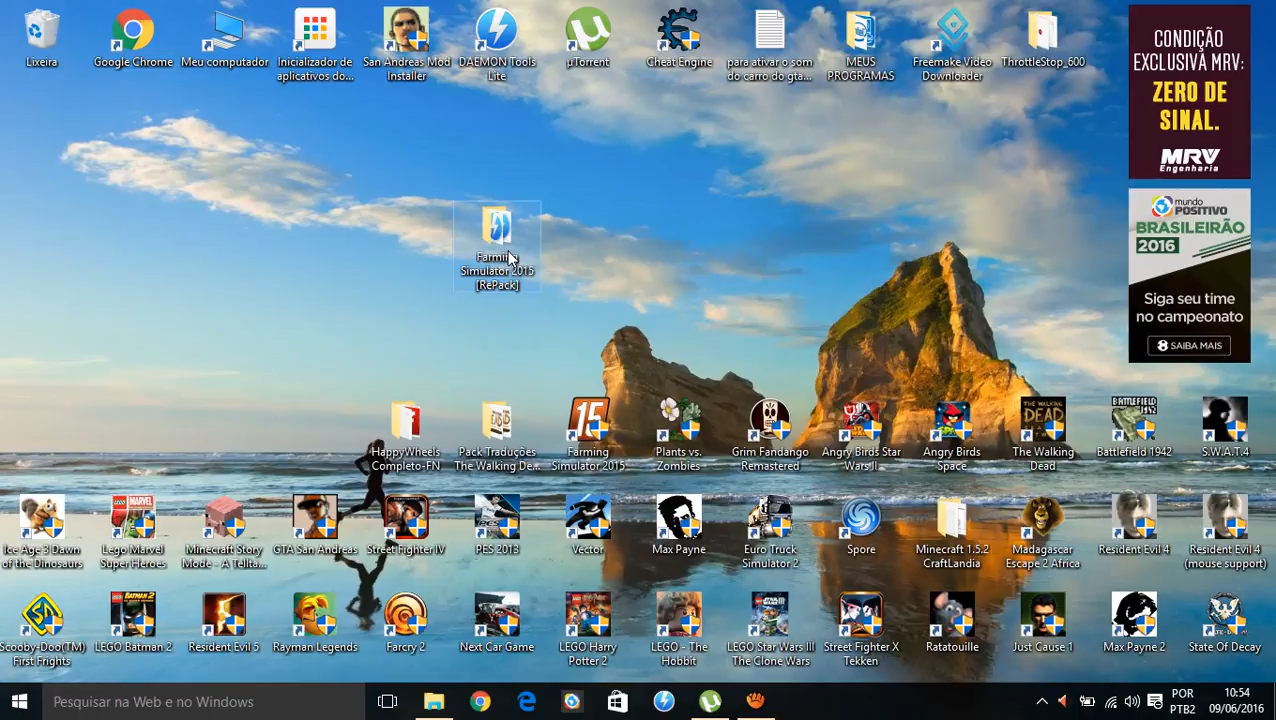 Lixeira
Google Chrome
Meu computador
Inicializador de
aplicativos do...
San Andreas Mod
Installer
DAEMON Tools
Lite
µTorrent
Cheat Engine
para ativar o som
do carro do gta...
MEUS
PROGRAMAS
Freemake Video
Downloader
ThrottleStop_600
CONDIÇÃO
EXCLUSIVA MRV:
ZERO DE
SINAL.
MRV
Engenharia
mundo
POSITIVO
BRASILEIRÃO
2016
Siga seu time
no campeonato
SAIBA MAIS
Farming
Simulator 2015
[RePack]
HappyWheels
Completo-FN
Pack Traduções
The Walking De...
15
Farming
Simulator 2015
Plants vs.
Zombies
Grim Fandango
Remastered
Angry Birds Star
Wars II
Angry Birds
Space
THE WALKING
DEAD
The Walking
Dead
BATTLEFIELD
1942
Battlefield 1942
S.W.A.T.4
Ice Age 3 Dawn
of the Dinosaurs
Lego Marvel
Super Heroes
Minecraft Story
Mode - A Tellta...
GTA San Andreas
Street Fighter IV
PES 2013
Vector
Max Payne
Euro Truck
Simulator 2
Spore
Minecraft 1.5.2
CraftLandia
Madagascar
Escape 2 Africa
Resident Evil 4
Resident Evil 4
(mouse support)
Scooby-Doo(TM)
First Frights
LEGO Batman 2
Resident Evil 5
Rayman Legends
Farcry 2
Next Car Game
LEGO Harry
Potter 2
LEGO - The
Hobbit
LEGO Star Wars III
The Clone Wars
Street Fighter X
Tekken
Ratatouille
Just Cause 1
Max Payne 2
State Of Decay
Pesquisar na Web e no Windows
POR
PTB2
10:54
09/06/2016